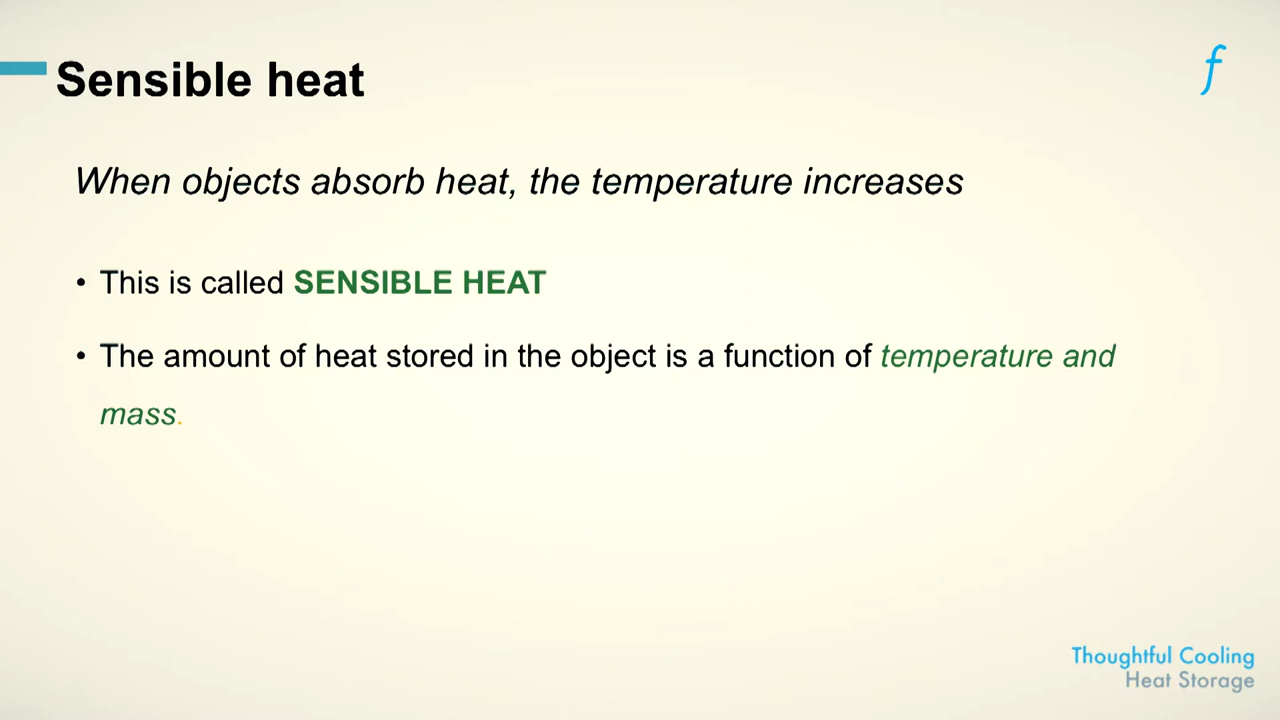 Sensible heat
f
When objects absorb heat, the temperature increases
• This is called SENSIBLE HEAT
• The amount of heat stored in the object is a function of temperature and
mass.
Thoughtful Cooling
Heat Storage